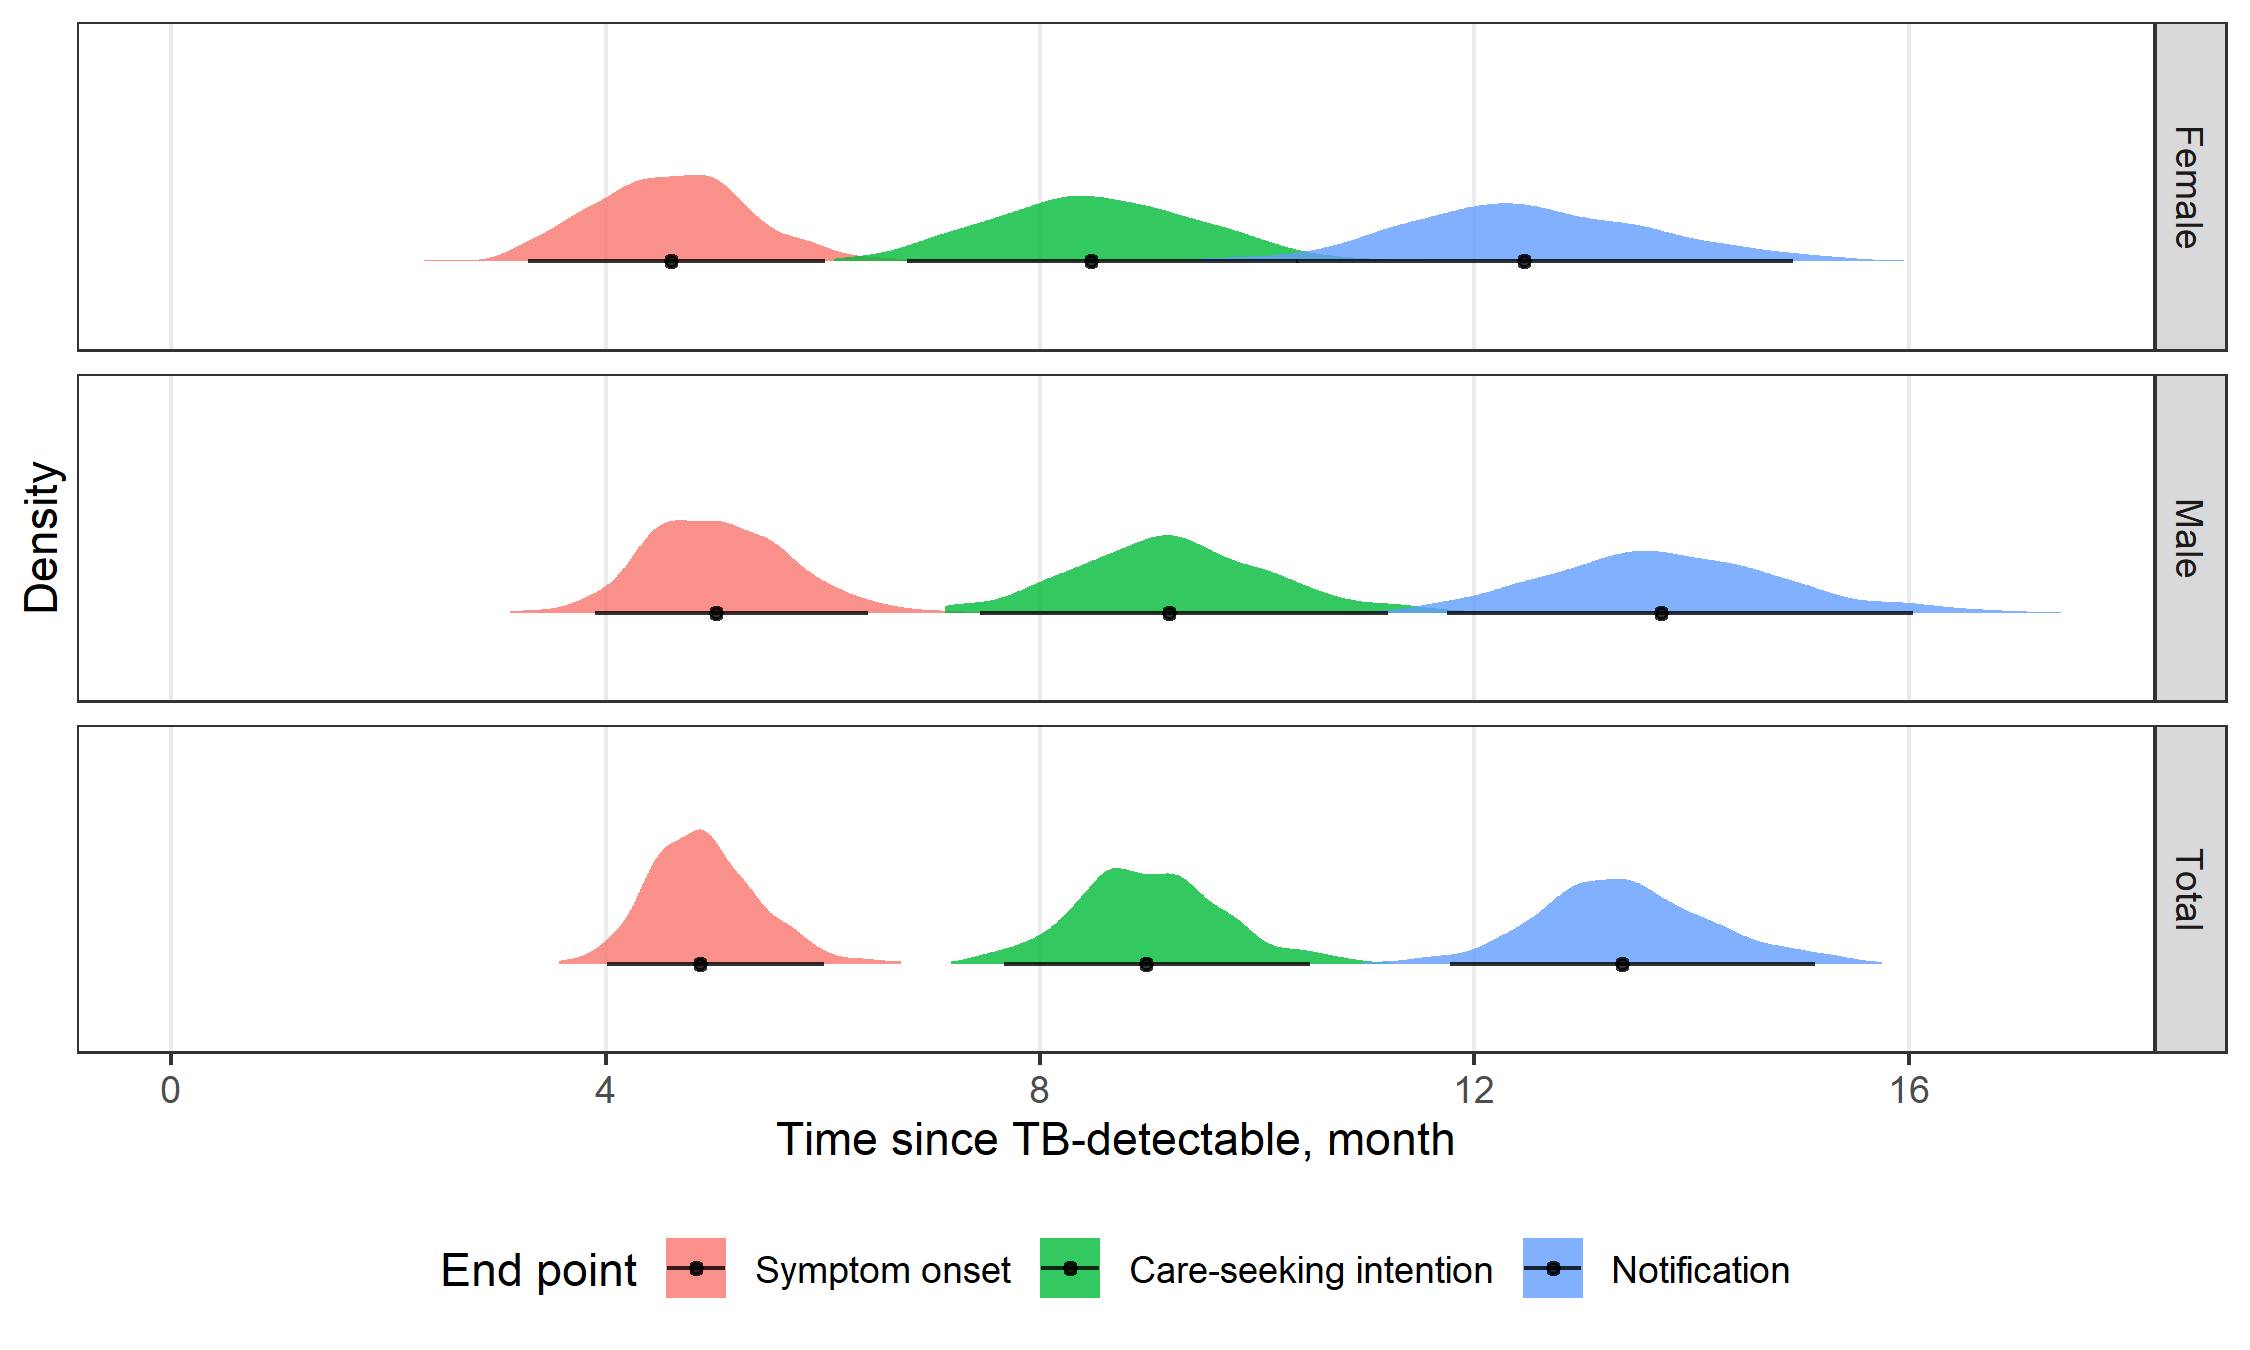 Female
Male
Total
Density
0 4 8 12 16
Time since TB-detectable, month
End point Symptom onset Care-seeking intention Notification